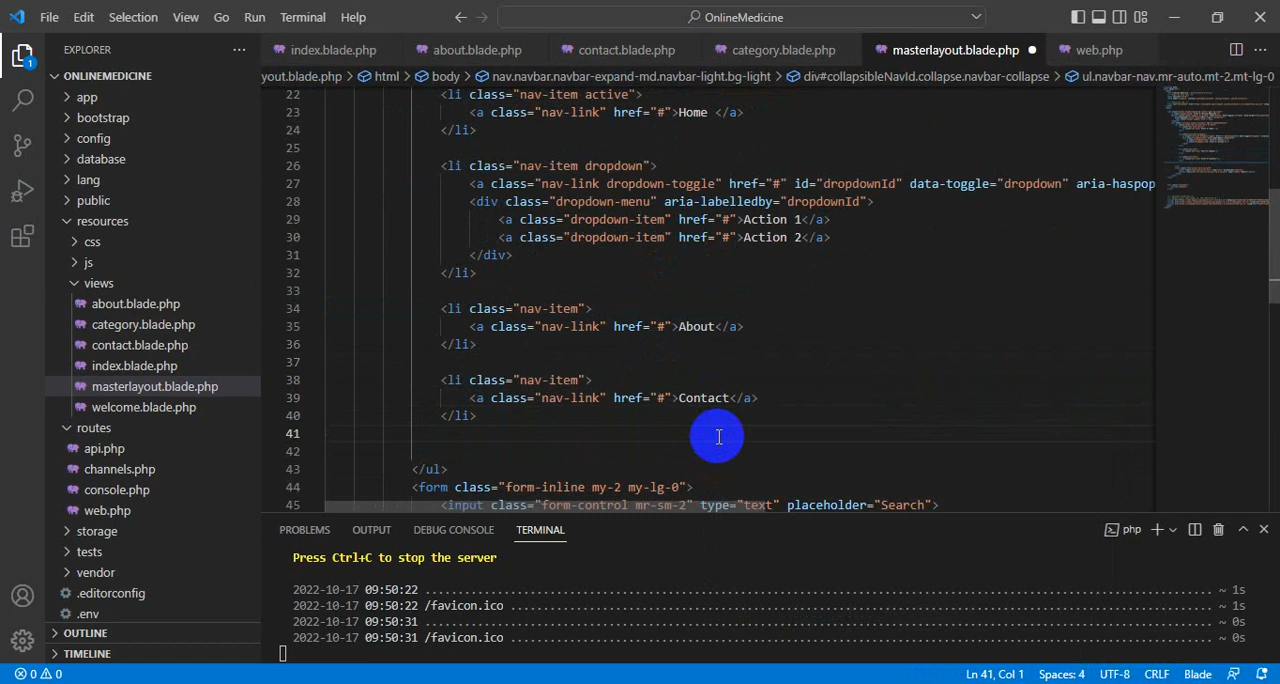 File Edit Selection View Go Run Terminal Help
OnlineMedicine
EXPLORER
index.blade.php about.blade.php contact.blade.php category.blade.php masterlayout.blade.php web.php
yout.blade.php > html > body > nav.navbar.navbar-expand-md.navbar-light.bg-light > div#collapsibleNavId.collapse.navbar-collapse > ul.navbar-nav.mr-auto.mt-2.mt-lg-0
1
ONLINEMEDICINE
app
bootstrap
config
database
lang
public
resources
css
js
views
about.blade.php
category.blade.php
contact.blade.php
index.blade.php
masterlayout.blade.php
welcome.blade.php
routes
api.php
channels.php
console.php
web.php
storage
tests
vendor
.editorconfig
.env
OUTLINE
TIMELINE
22 <li class="nav-item active">
23 <a class="nav-link" href="#">Home </a>
24 </li>
25
26 <li class="nav-item dropdown">
27 <a class="nav-link dropdown-toggle" href="#" id="dropdownId" data-toggle="dropdown" aria-haspop
28 <div class="dropdown-menu" aria-labelledby="dropdownId">
29 <a class="dropdown-item" href="#">Action 1</a>
30 <a class="dropdown-item" href="#">Action 2</a>
31 </div>
32 </li>
33
34 <li class="nav-item">
35 <a class="nav-link" href="#">About</a>
36 </li>
37
38 <li class="nav-item">
39 <a class="nav-link" href="#">Contact</a>
40 </li>
41
42
43 </ul>
44 <form class="form-inline my-2 my-lg-0">
45 <input class="form-control mr-sm-2" type="text" placeholder="Search">
PROBLEMS OUTPUT DEBUG CONSOLE TERMINAL
php
Press Ctrl+C to stop the server
2022-10-17 09:50:22 ........ ~ 1s
2022-10-17 09:50:22 /favicon.ico ........ ~ 1s
2022-10-17 09:50:31 ........ ~ 0s
2022-10-17 09:50:31 /favicon.ico ........ ~ 0s
0 0
Ln 41, Col 1 Spaces: 4 UTF-8 CRLF Blade